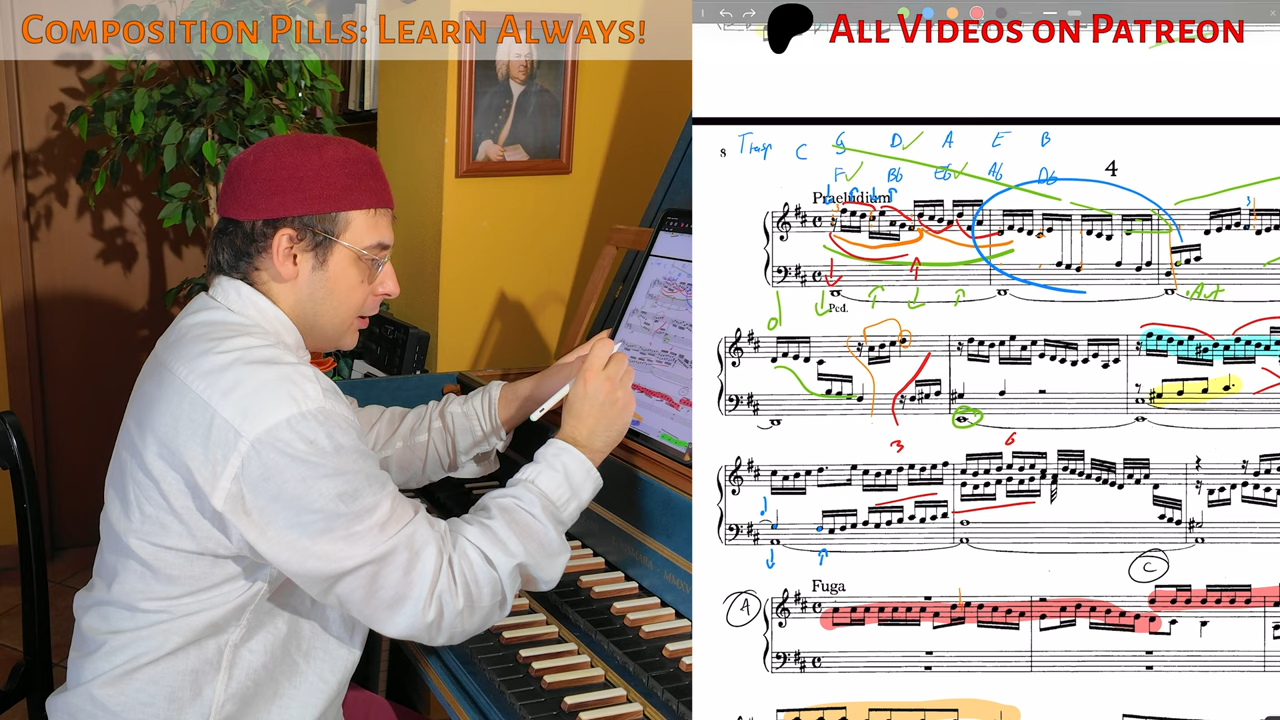 COMPOSITION PILLS: LEARN ALWAYS!
ALL VIDEOS ON PATREON
8 Trasp C G D✓ A E B
F✓ Bb Eb✓ Ab Db
4
Praeludium
Ped.
3 6
C
Fuga
A